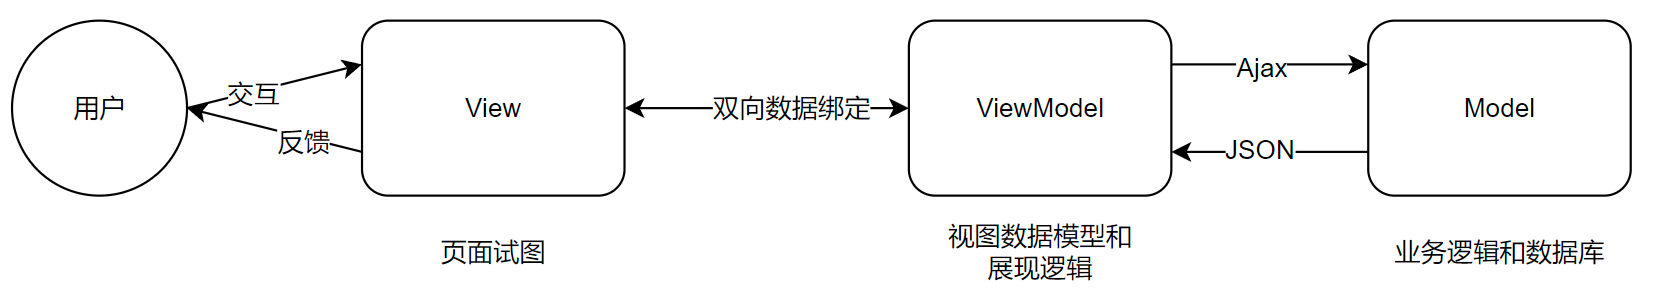 用户
交互
反馈
View
双向数据绑定
ViewModel
Ajax
JSON
Model
页面试图
视图数据模型和
展现逻辑
业务逻辑和数据库